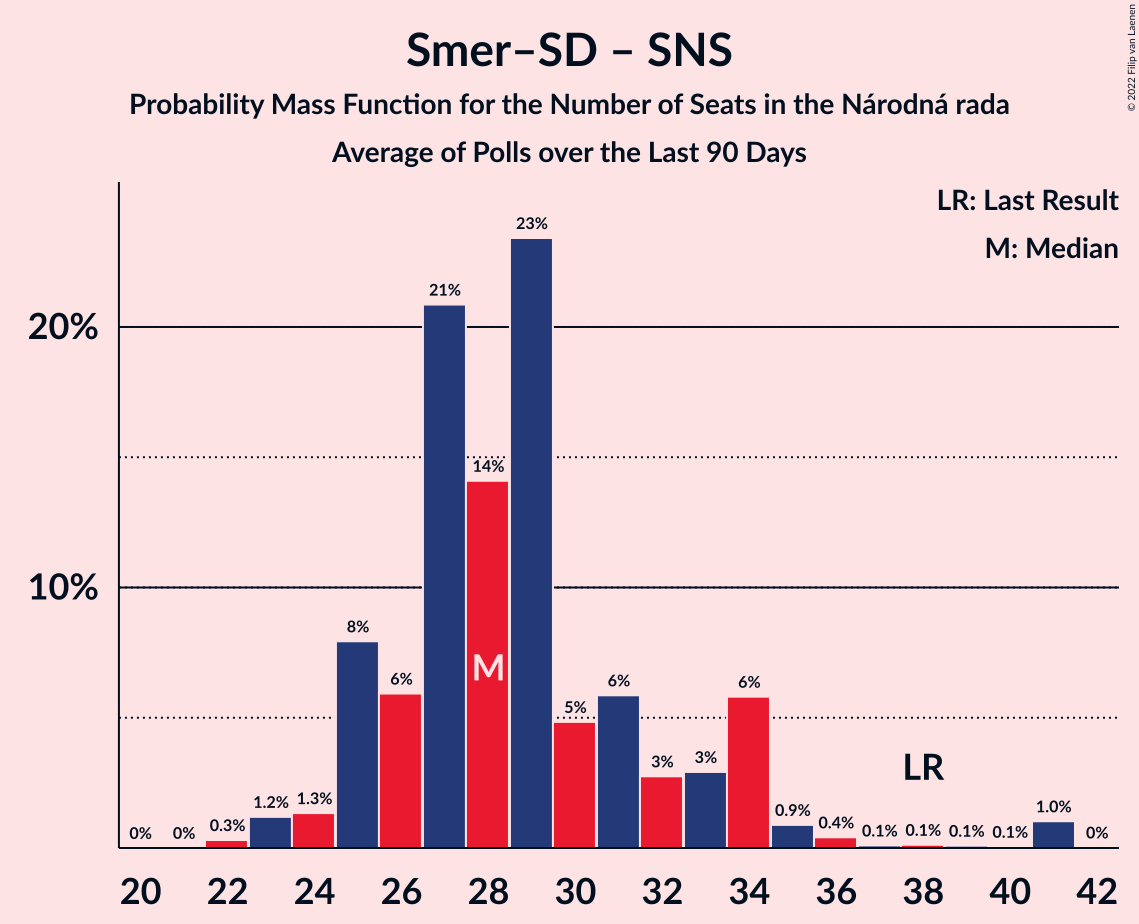 Smer–SD – SNS
Probability Mass Function for the Number of Seats in the Národná rada
Average of Polls over the Last 90 Days
© 2022 Filip van Laenen
LR: Last Result
M: Median
23%
21%
20%
14%
10%
8%
M
6%
6%
6%
5%
3%
3%
LR
1.2%
1.3%
0.9%
1.0%
0%
0%
0.3%
0.4%
0.1%
0.1%
0.1%
0.1%
0%
20 22 24 26 28 30 32 34 36 38 40 42